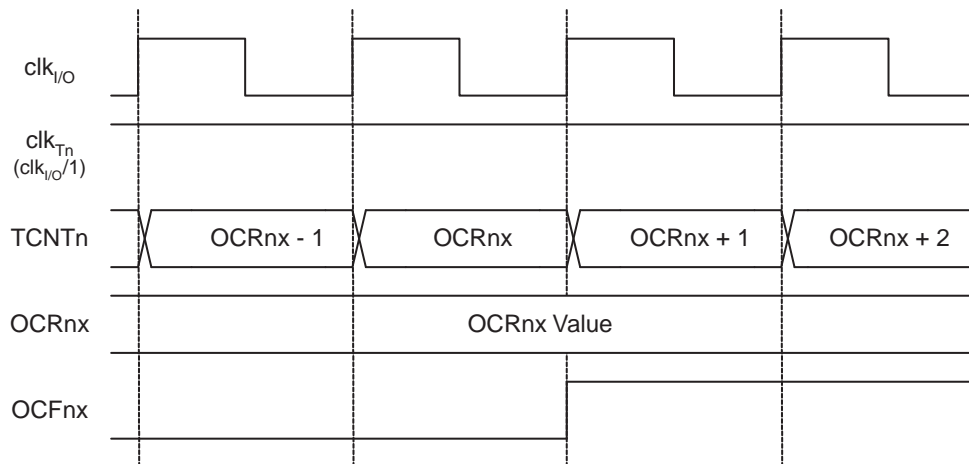 clkI/O
clkTn
(clkI/O/1)
TCNTn
OCRnx - 1
OCRnx
OCRnx + 1
OCRnx + 2
OCRnx
OCRnx Value
OCFnx